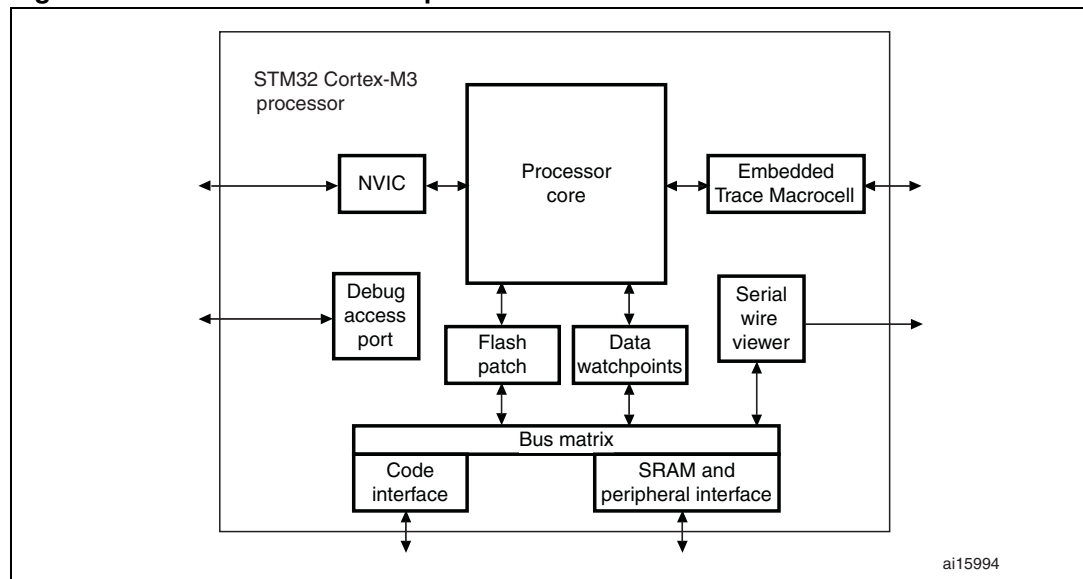 STM32 Cortex-M3
processor
Processor
core
NVIC
Embedded
Trace Macrocell
Debug
access
port
Flash
patch
Data
watchpoints
Serial
wire
viewer
Bus matrix
Code
interface
SRAM and
peripheral interface
ai15994